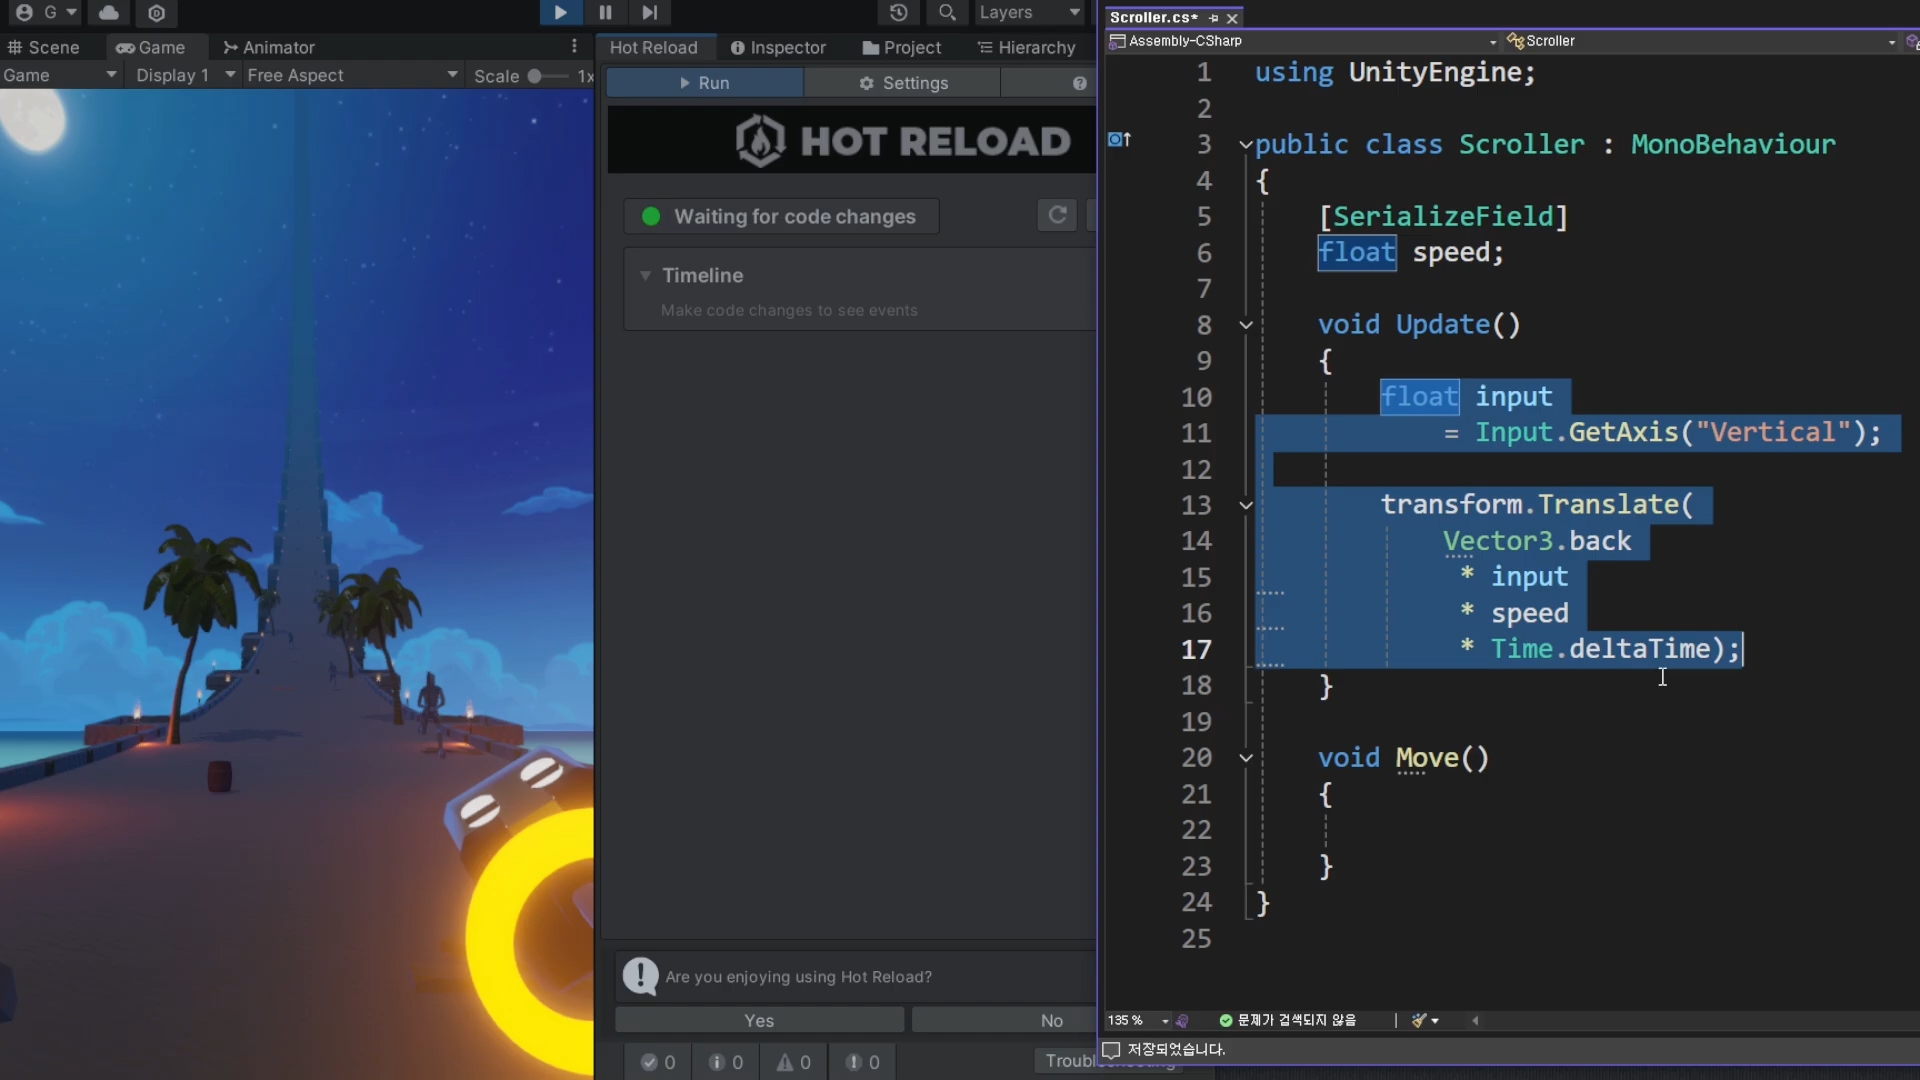 G
Layers
Scene
Game
Animator
Game
Display 1
Free Aspect
Scale
1x
Hot Reload
Inspector
Project
Hierarchy
Run
Settings
HOT RELOAD
Waiting for code changes
Timeline
Make code changes to see events
Are you enjoying using Hot Reload?
Yes
No
0
0
0
0
Scroller.cs*
Assembly-CSharp
Scroller
1 using UnityEngine;
2
3 public class Scroller : MonoBehaviour
4 {
5 [SerializeField]
6 float speed;
7
8 void Update()
9 {
10 float input
11 = Input.GetAxis("Vertical");
12
13 transform.Translate(
14 Vector3.back
15 * input
16 * speed
17 * Time.deltaTime);
18 }
19
20 void Move()
21 {
22
23 }
24 }
25
135 %
문제가 검색되지 않음
저장되었습니다.